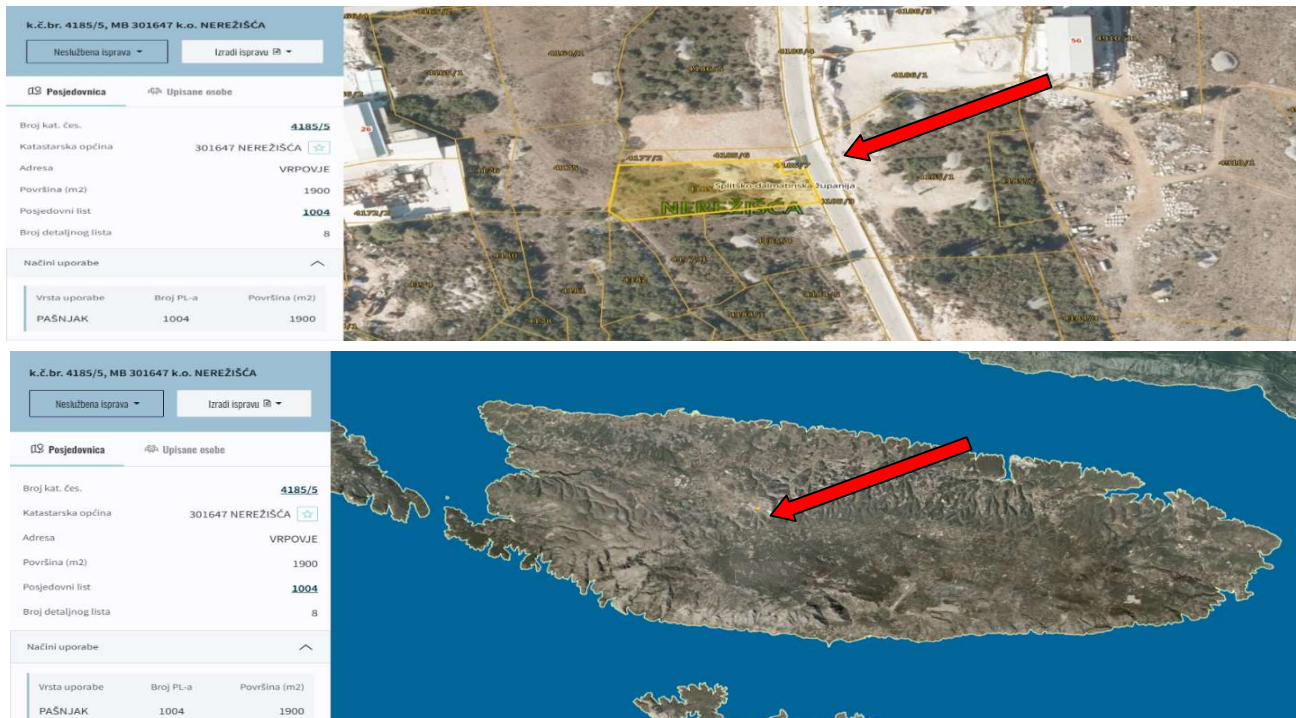 k.č.br. 4185/5, MB 301647 k.o. NEREŽIŠĆA
Neslužbena isprava
Izradi ispravu
Posjedovnica
Upisane osobe
Broj kat. čes. 4185/5
Katastarska općina 301647 NEREŽIŠĆA
Adresa VRPOVJE
Površina (m2) 1900
Posjedovni list 1004
Broj detaljnog lista 8
Načini uporabe
Vrsta uporabe Broj PL-a Površina (m2)
PAŠNJAK 1004 1900
4186/4
4186/1
56
26
4177/2
4185/6
4172/2
Splitsko-dalmatinska županija
NEREŽIŠĆA
4185/1
k.č.br. 4185/5, MB 301647 k.o. NEREŽIŠĆA
Neslužbena isprava
Izradi ispravu
Posjedovnica
Upisane osobe
Broj kat. čes. 4185/5
Katastarska općina 301647 NEREŽIŠĆA
Adresa VRPOVJE
Površina (m2) 1900
Posjedovni list 1004
Broj detaljnog lista 8
Načini uporabe
Vrsta uporabe Broj PL-a Površina (m2)
PAŠNJAK 1004 1900